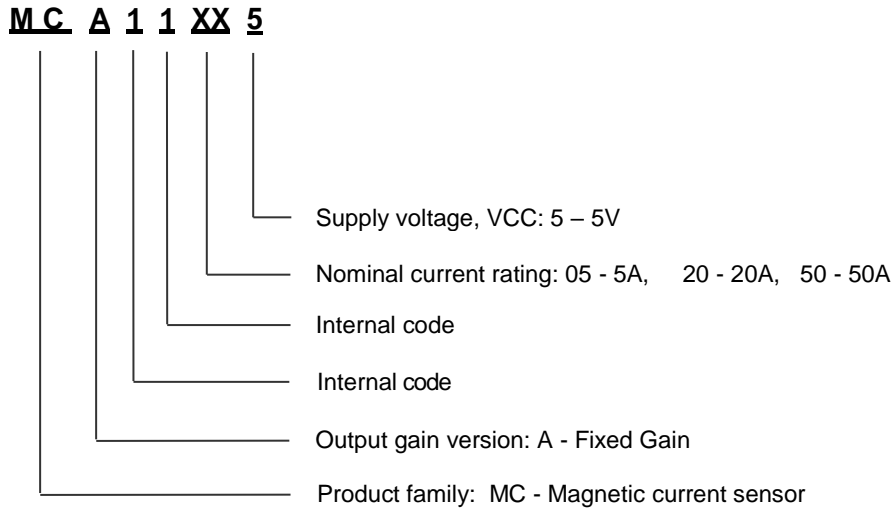 MC A 1 1 XX 5
Supply voltage, VCC: 5 – 5V
Nominal current rating: 05 - 5A, 20 - 20A, 50 - 50A
Internal code
Internal code
Output gain version: A - Fixed Gain
Product family: MC - Magnetic current sensor